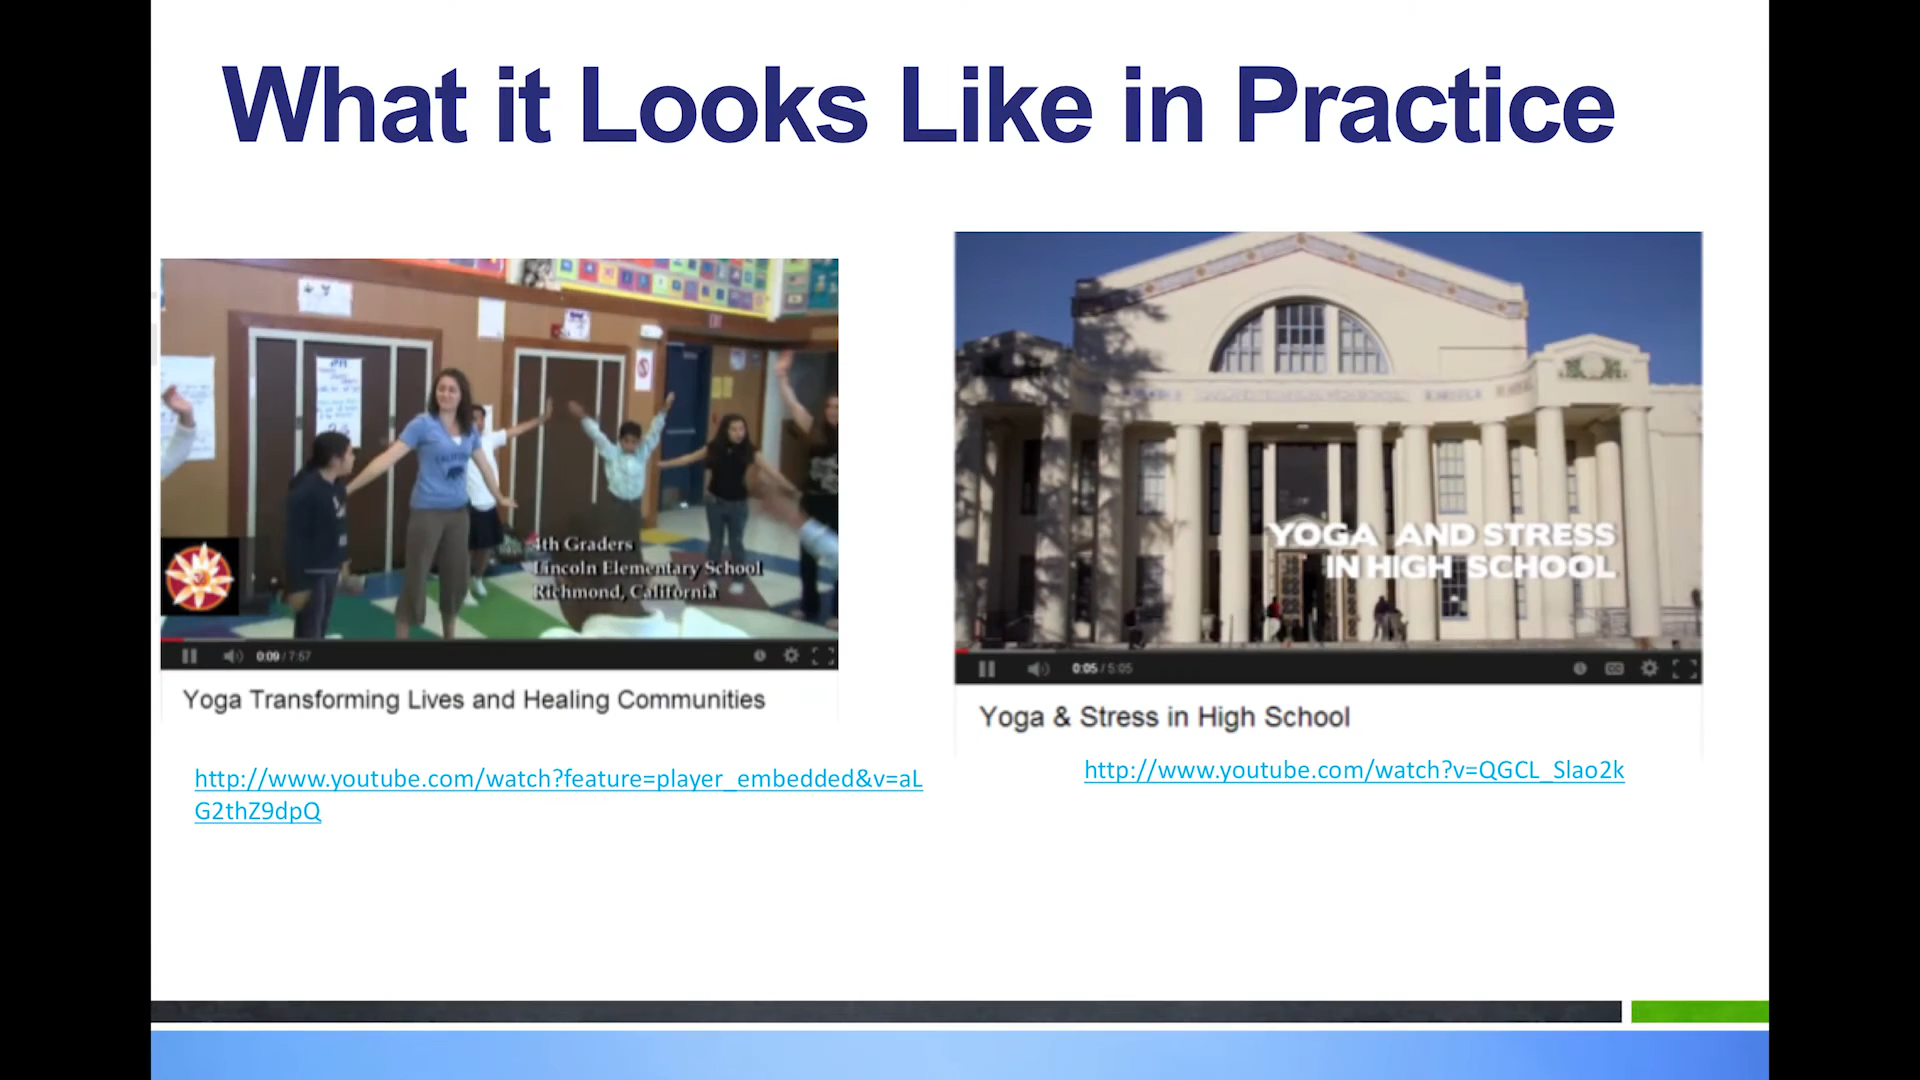 What it Looks Like in Practice
4th Graders
Lincoln Elementary School
Richmond, California
0:09 / 7:57
Yoga Transforming Lives and Healing Communities
http://www.youtube.com/watch?feature=player_embedded&v=aL
G2thZ9dpQ
YOGA AND STRESS
IN HIGH SCHOOL
0:05 / 5:05
Yoga & Stress in High School
http://www.youtube.com/watch?v=QGCL_Slao2k